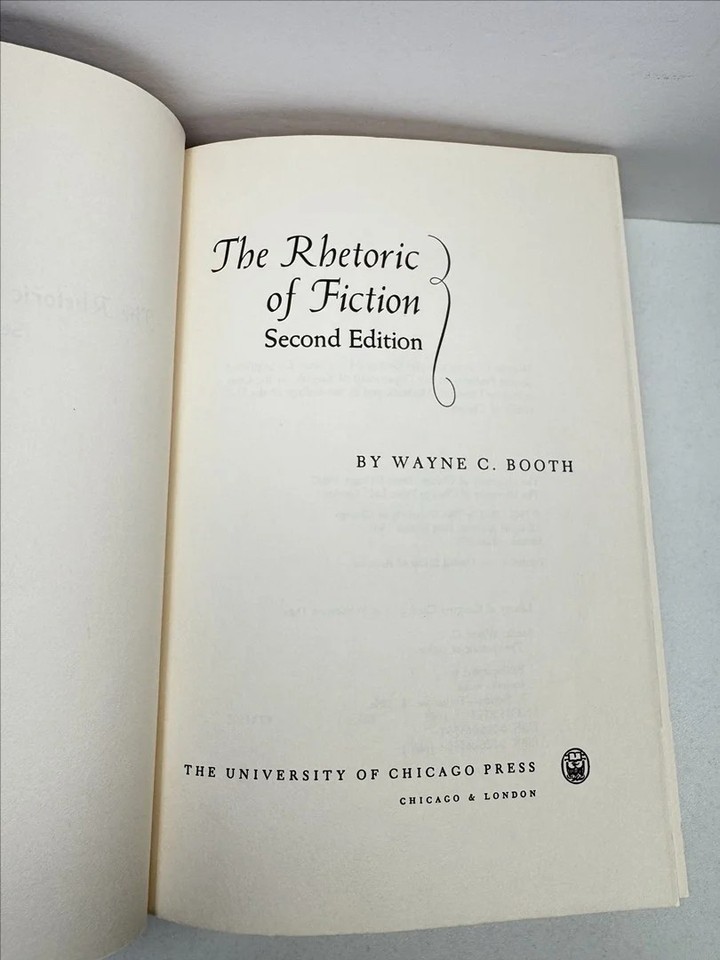 The Rhetoric
of Fiction
Second Edition
BY WAYNE C. BOOTH
THE UNIVERSITY OF CHICAGO PRESS
CHICAGO & LONDON